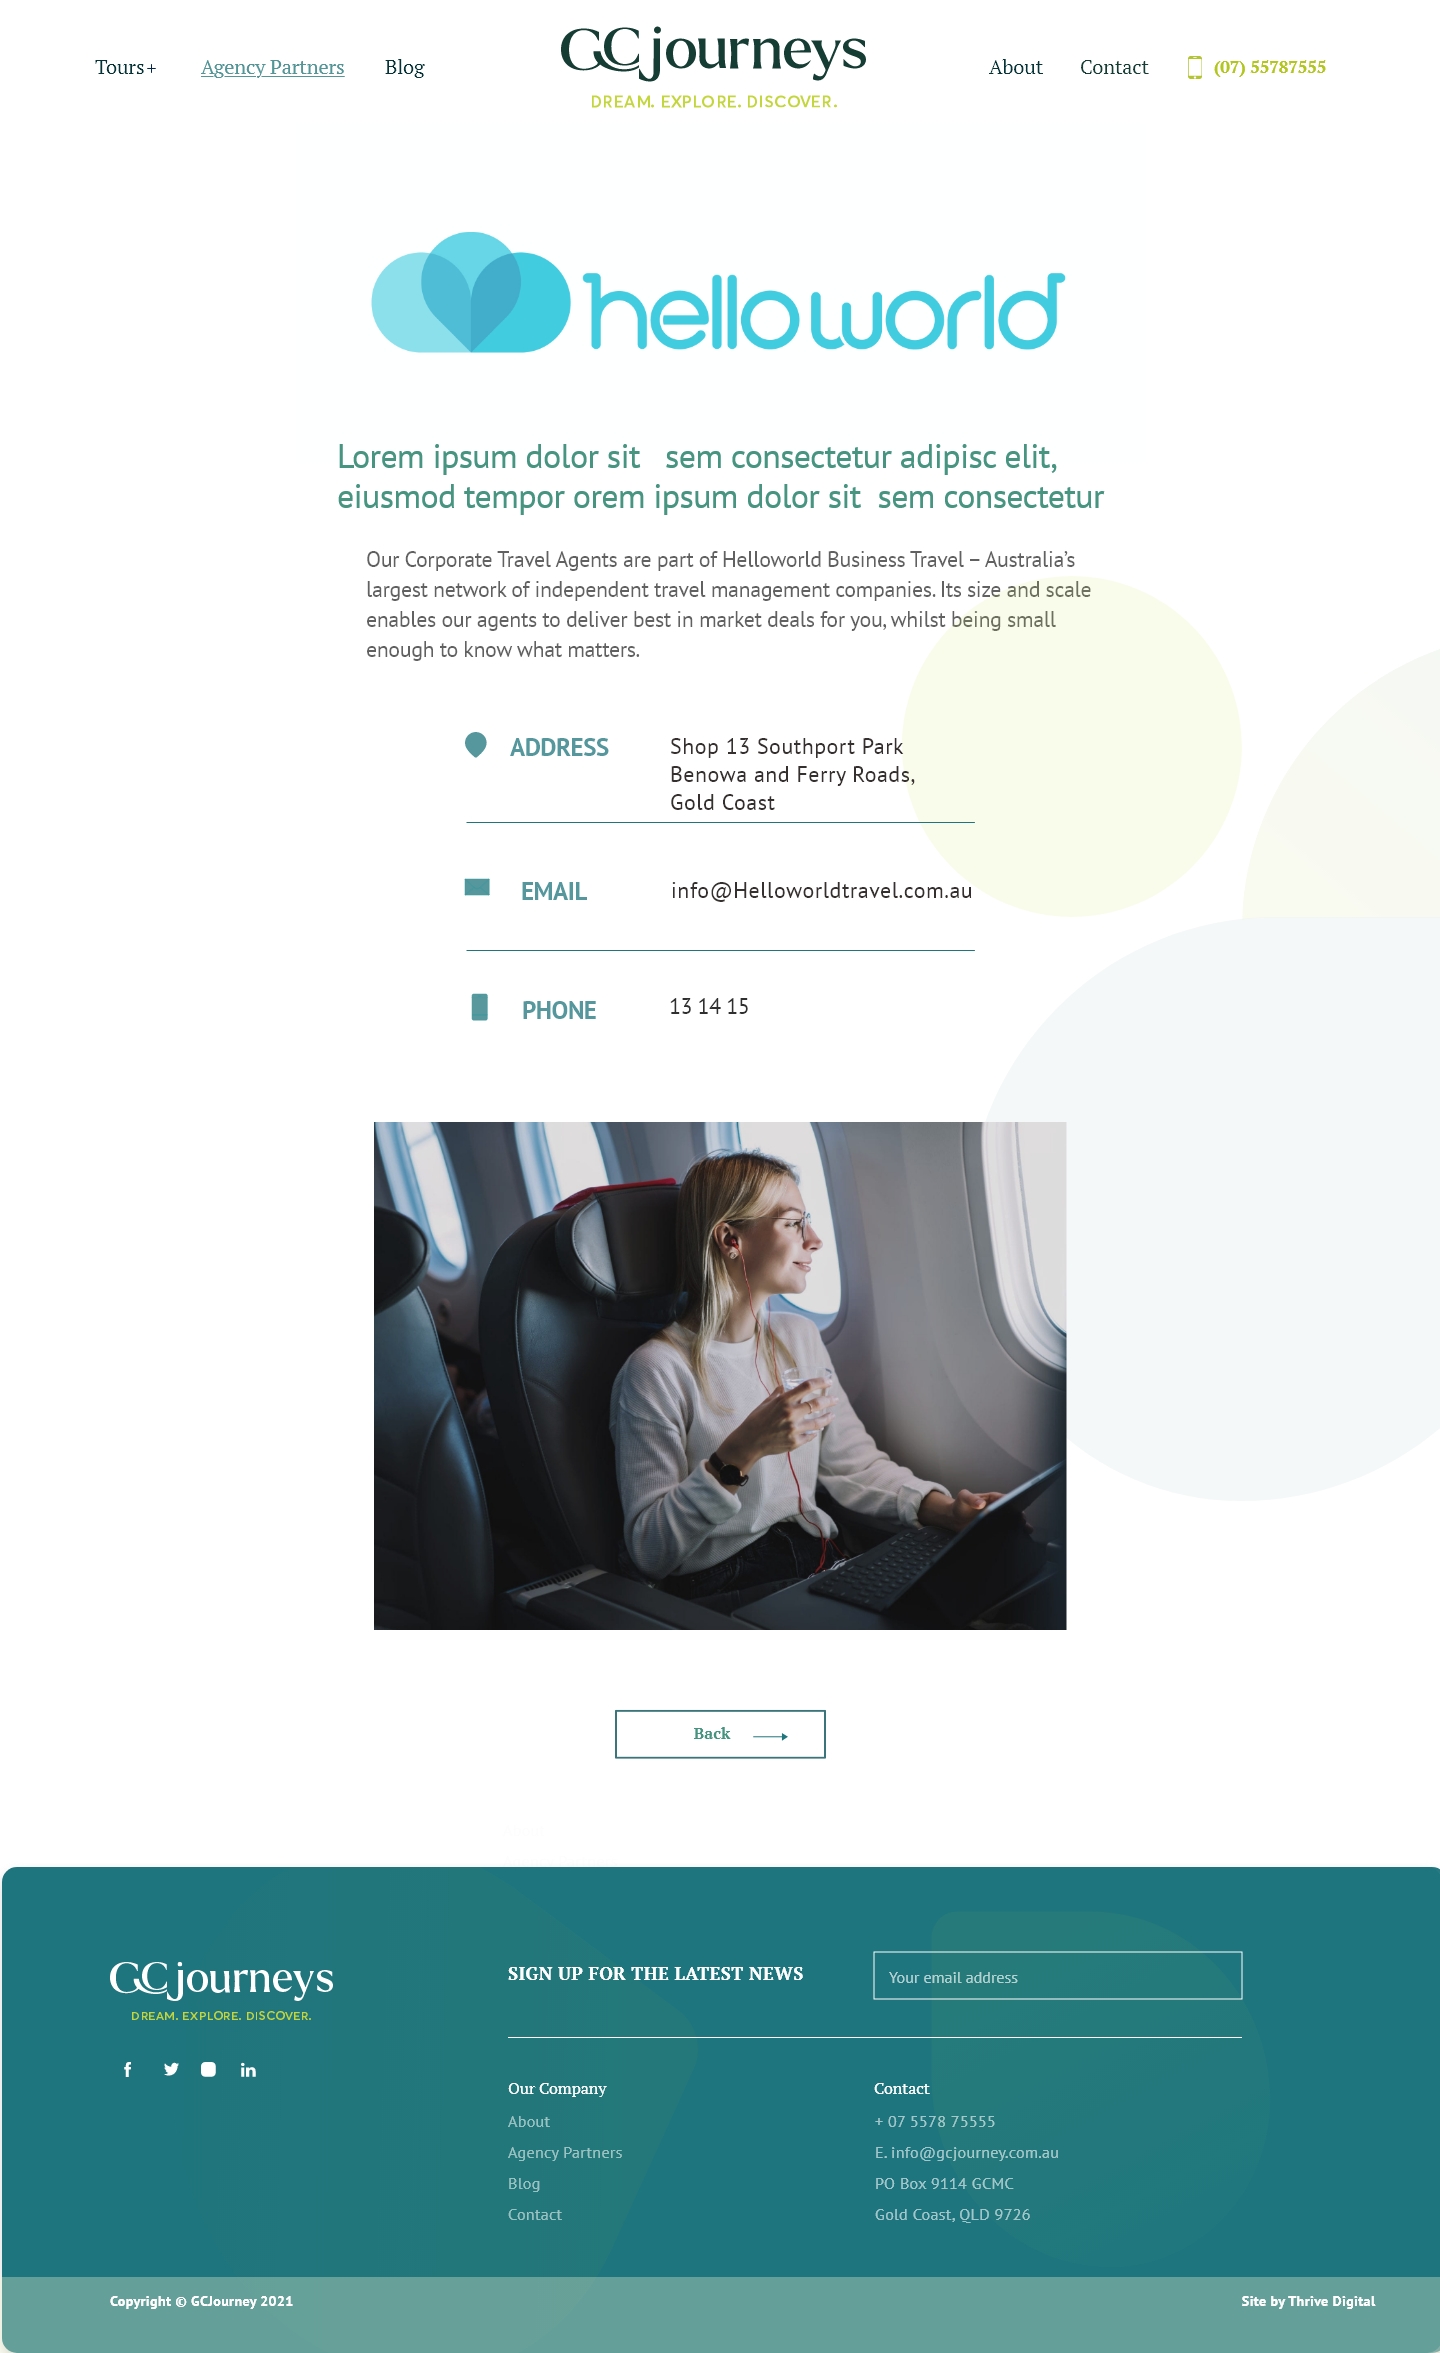 Tours+
Agency Partners
Blog
GCjourneys
DREAM. EXPLORE. DISCOVER.
About
Contact
(07) 55787555
helloworld
Lorem ipsum dolor sit sem consectetur adipisc elit,
eiusmod tempor orem ipsum dolor sit sem consectetur
Our Corporate Travel Agents are part of Helloworld Business Travel – Australia’s
largest network of independent travel management companies. Its size and scale
enables our agents to deliver best in market deals for you, whilst being small
enough to know what matters.
ADDRESS
Shop 13 Southport Park
Benowa and Ferry Roads,
Gold Coast
EMAIL
info@Helloworldtravel.com.au
PHONE
13 14 15
Back
GCjourneys
DREAM. EXPLORE. DISCOVER.
SIGN UP FOR THE LATEST NEWS
Your email address
Our Company
About
Agency Partners
Blog
Contact
Contact
+ 07 5578 75555
E. info@gcjourney.com.au
PO Box 9114 GCMC
Gold Coast, QLD 9726
Copyright © GCJourney 2021
Site by Thrive Digital